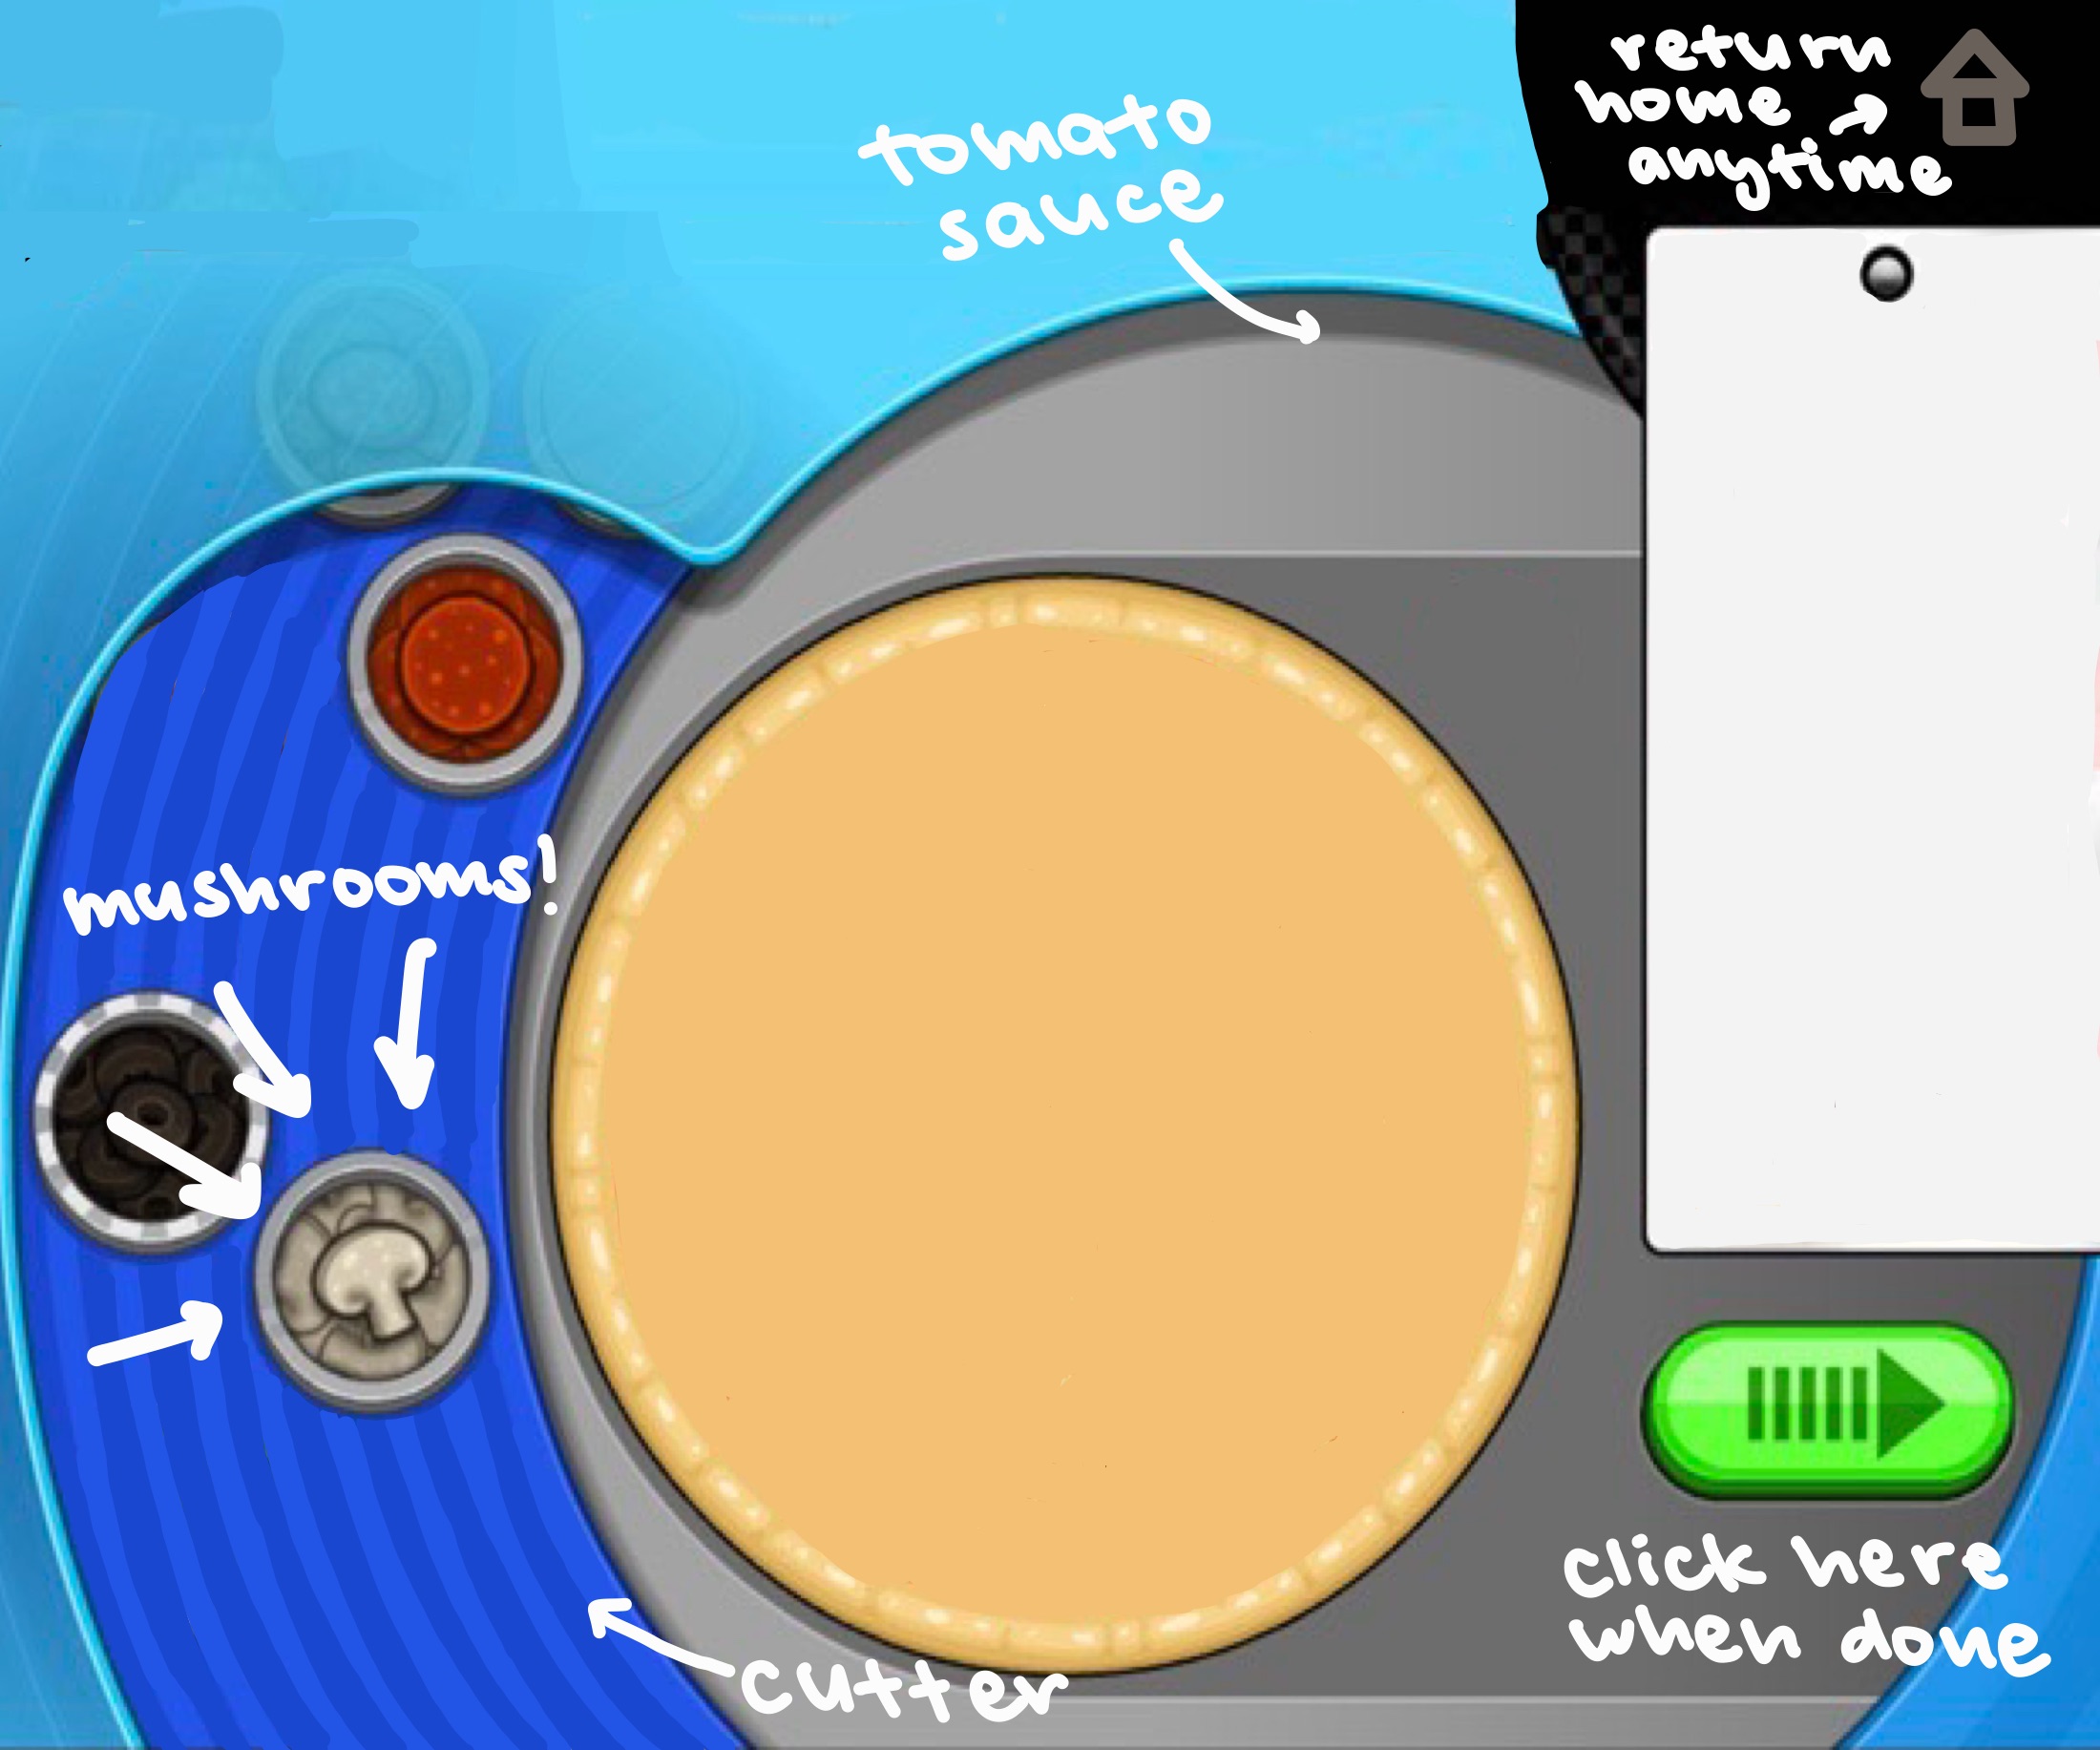 return
home
anytime
tomato
sauce
mushrooms!
click here
when done
cutter